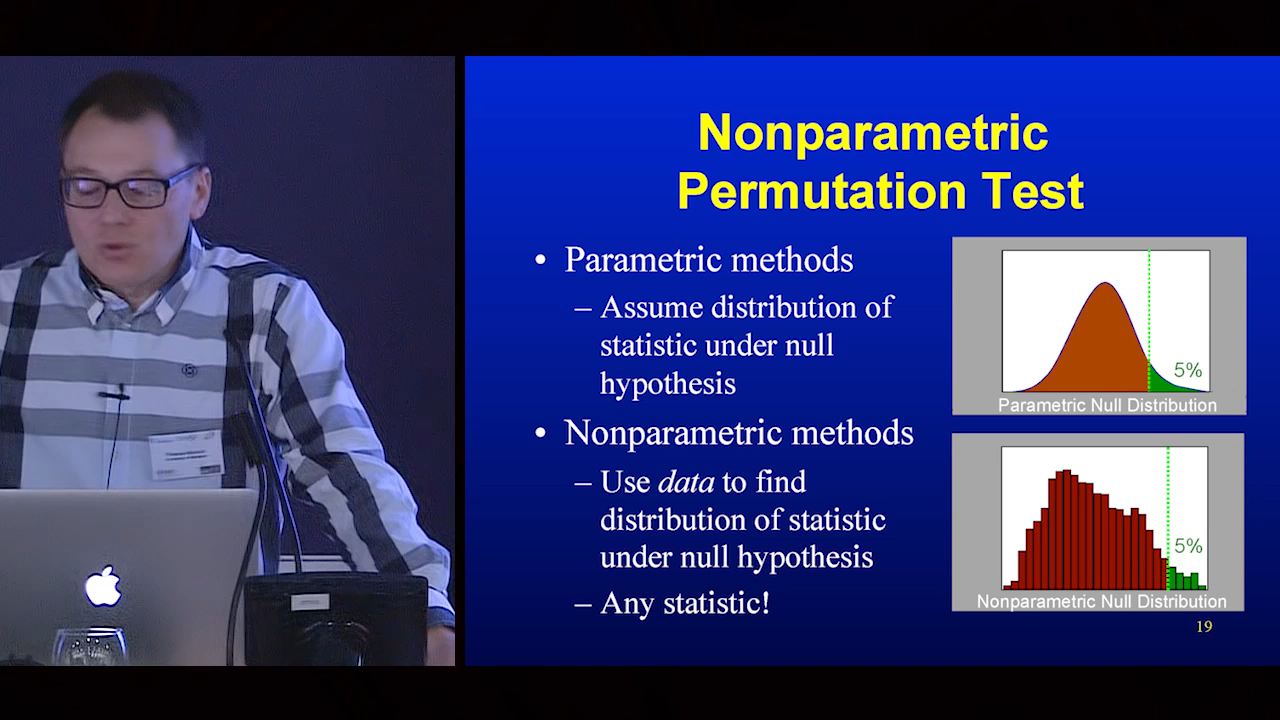 Nonparametric
Permutation Test
• Parametric methods
– Assume distribution of
statistic under null
hypothesis
• Nonparametric methods
– Use data to find
distribution of statistic
under null hypothesis
– Any statistic!
5%
Parametric Null Distribution
5%
Nonparametric Null Distribution
19